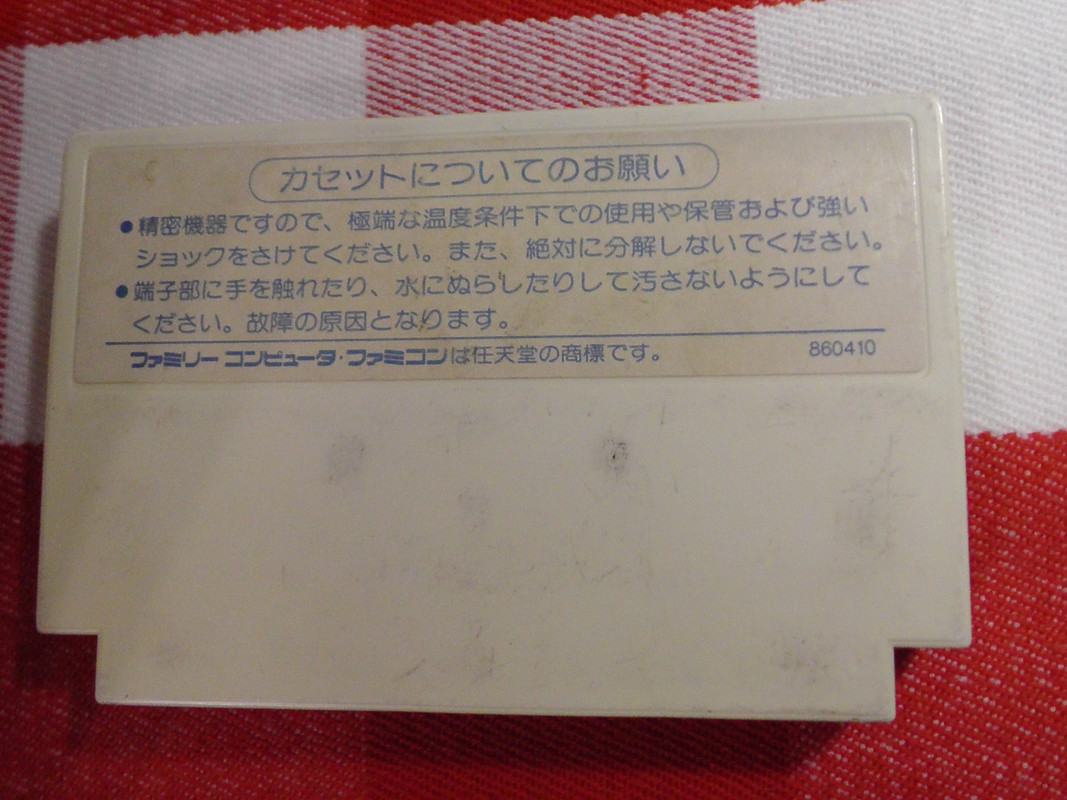 カセットについてのお願い
●精密機器ですので、極端な温度条件下での使用や保管および強い
ショックをさけてください。また、絶対に分解しないでください。
●端子部に手を触れたり、水にぬらしたりして汚さないようにして
ください。故障の原因となります。
ファミリー コンピュータ・ファミコンは任天堂の商標です。 860410